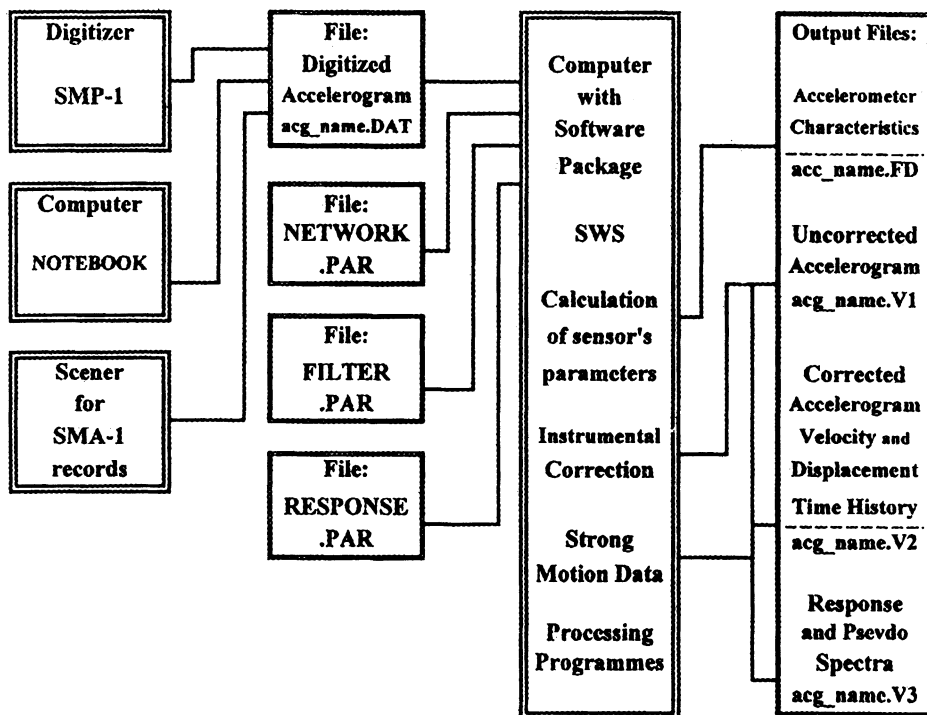 Digitizer
SMP-1
Computer
NOTEBOOK
Scener
for
SMA-1
records
File:
Digitized
Accelerogram
acg_name.DAT
File:
NETWORK
.PAR
File:
FILTER
.PAR
File:
RESPONSE
.PAR
Computer
with
Software
Package
SWS
Calculation
of sensor's
parameters
Instrumental
Correction
Strong
Motion Data
Processing
Programmes
Output Files:
Accelerometer
Characteristics
acc_name.FD
Uncorrected
Accelerogram
acg_name.V1
Corrected
Accelerogram
Velocity and
Displacement
Time History
acg_name.V2
Response
and Psevdo
Spectra
acg_name.V3